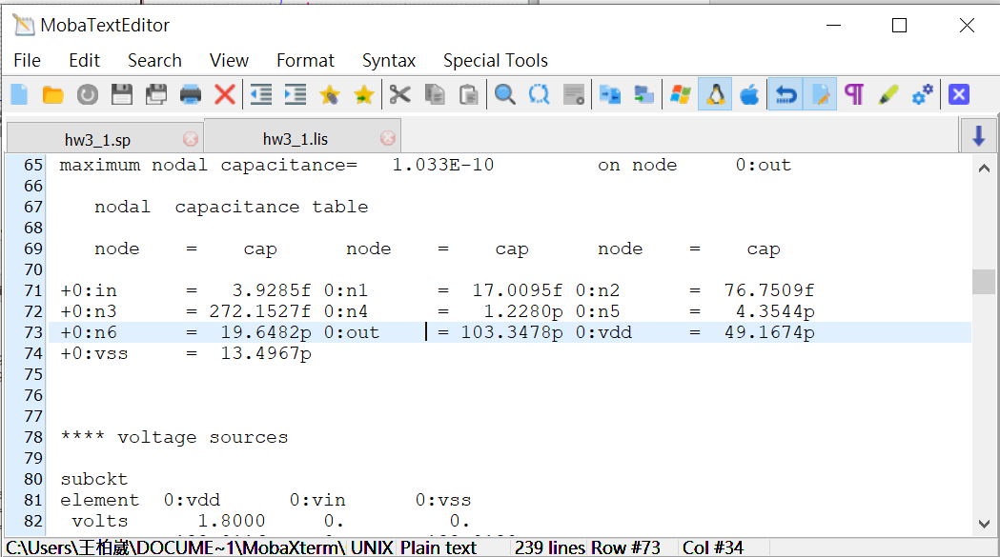 MobaTextEditor
File Edit Search View Format Syntax Special Tools
hw3_1.sp hw3_1.lis
65 maximum nodal capacitance= 1.033E-10 on node 0:out
66
67 nodal capacitance table
68
69 node = cap node = cap node = cap
70
71 +0:in = 3.9285f 0:n1 = 17.0095f 0:n2 = 76.7509f
72 +0:n3 = 272.1527f 0:n4 = 1.2280p 0:n5 = 4.3544p
73 +0:n6 = 19.6482p 0:out = 103.3478p 0:vdd = 49.1674p
74 +0:vss = 13.4967p
75
76
77
78 **** voltage sources
79
80 subckt
81 element 0:vdd 0:vin 0:vss
82 volts 1.8000 0. 0.
C:\Users\王柏崴\DOCUME~1\MobaXterm\ UNIX Plain text 239 lines Row #73 Col #34